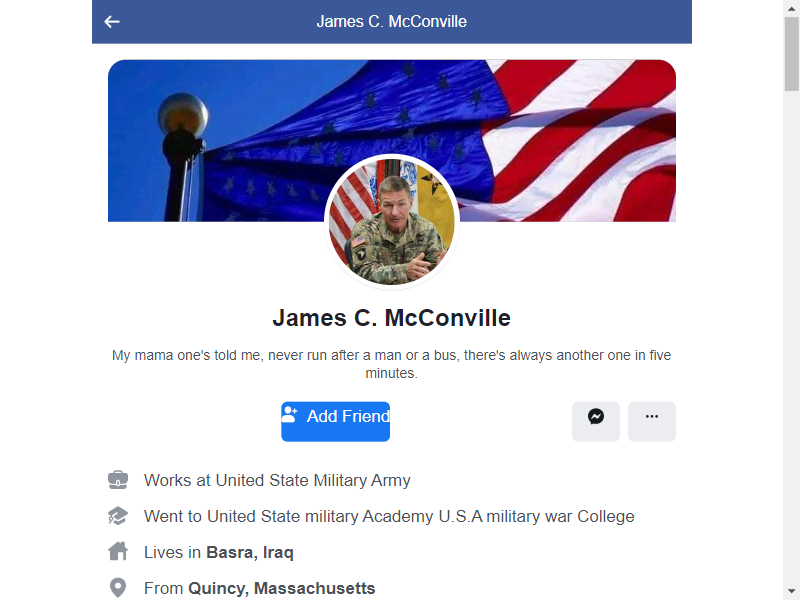 James C. McConville
James C. McConville
My mama one's told me, never run after a man or a bus, there's always another one in five
minutes.
Add Friend
Works at United State Military Army
Went to United State military Academy U.S.A military war College
Lives in Basra, Iraq
From Quincy, Massachusetts